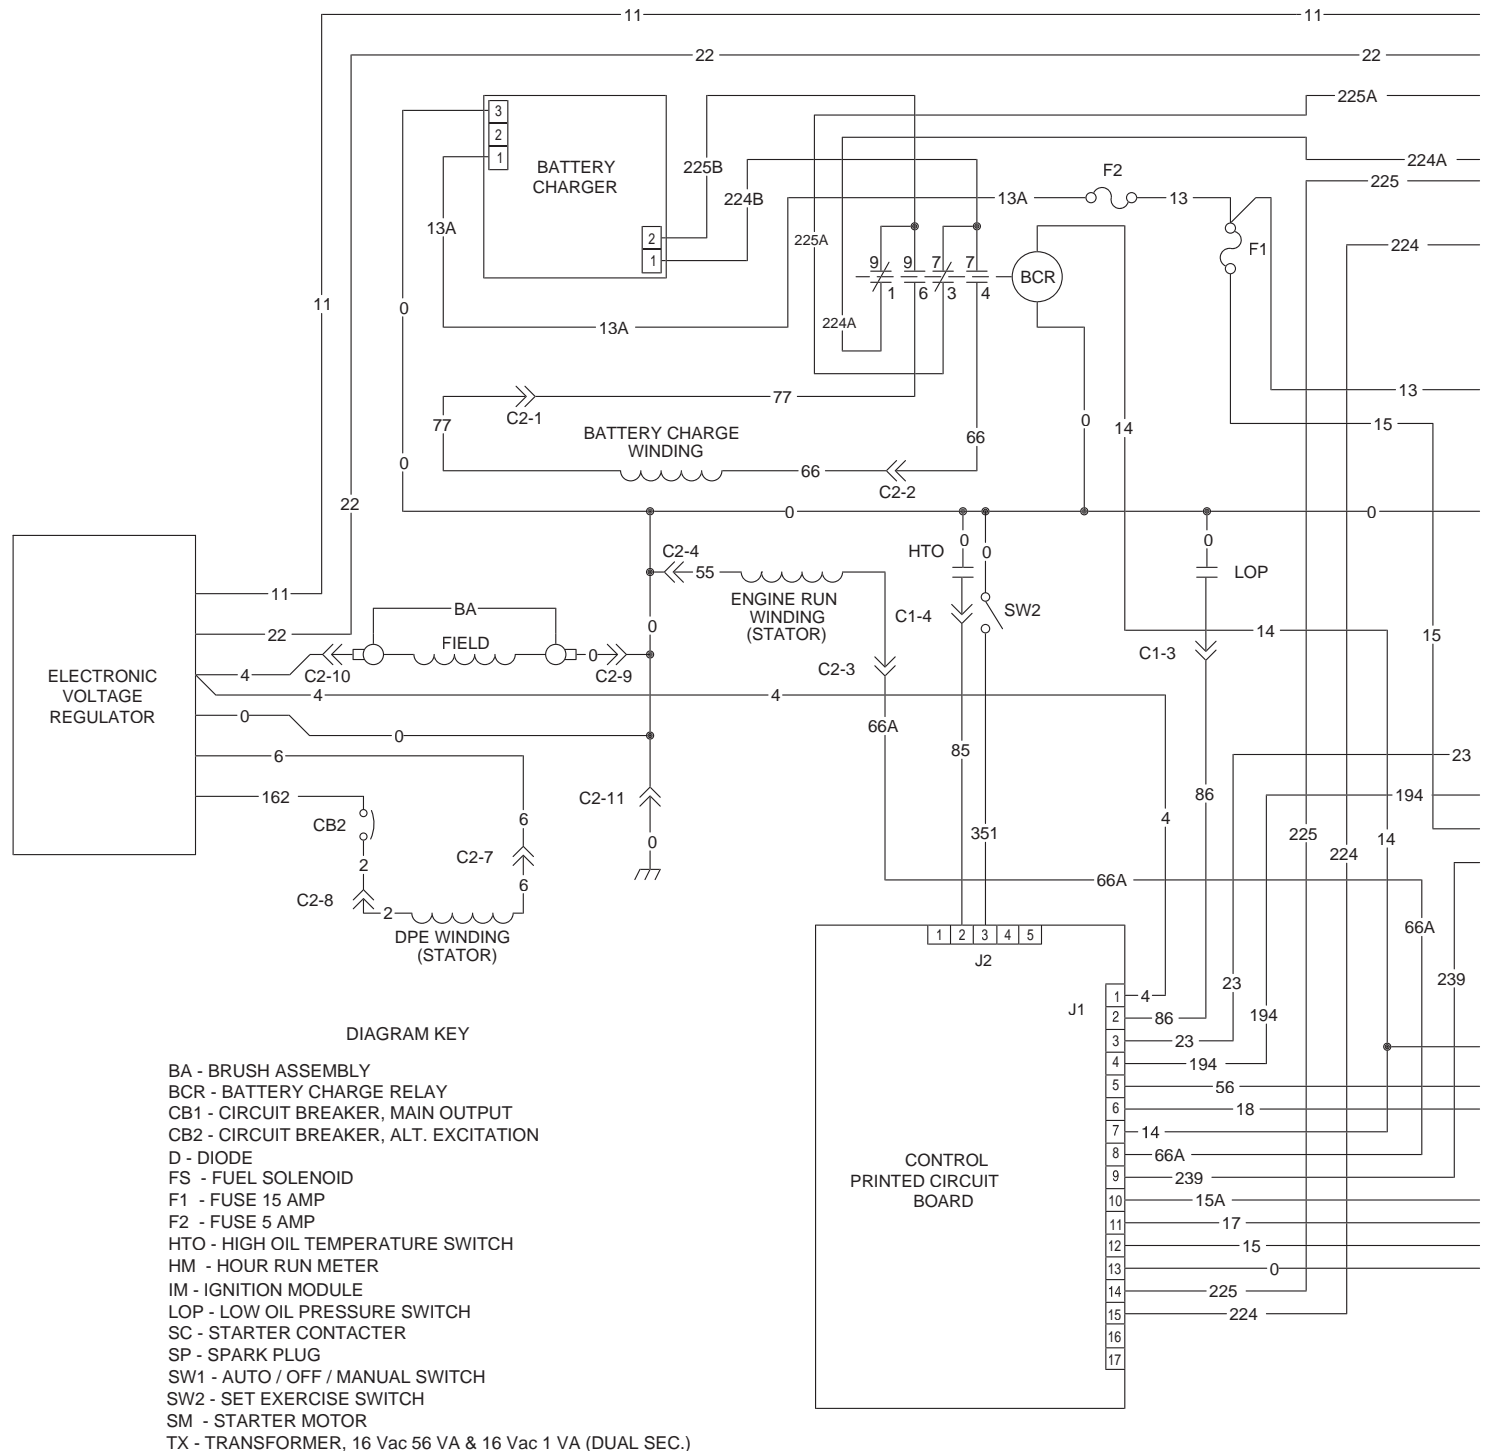 11 11
22 22
225A
3
2
1
BATTERY
CHARGER
225B
224A
F2
225
224B
13A
13
13A
2
1
225A
224
F1
9 9 7 7
BCR
1 6 3 4
11
0
13A
224A
77
77
C2-1
13
77
BATTERY CHARGE
WINDING
66
0
14
15
0
66
C2-2
22
0
0
C2-4
55
HTO
0
0
0
LOP
11
ENGINE RUN
WINDING
(STATOR)
BA
C1-4
SW2
22
FIELD
0
14
15
C1-3
0
C2-10
C2-9
C2-3
ELECTRONIC
VOLTAGE
REGULATOR
4
4
4
0
0
66A
85
6
23
162
C2-11
86
194
CB2
6
4
351
225
14
2
C2-7
0
224
6
66A
C2-8
2
DPE WINDING
(STATOR)
1 2 3 4 5
J2
66A
23
239
J1
1 4
194
2 86
3 23
4 194
5 56
6 18
7 14
8 66A
9 239
10 15A
11 17
12 15
13 0
14 225
15 224
16
17
CONTROL
PRINTED CIRCUIT
BOARD
DIAGRAM KEY
BA - BRUSH ASSEMBLY
BCR - BATTERY CHARGE RELAY
CB1 - CIRCUIT BREAKER, MAIN OUTPUT
CB2 - CIRCUIT BREAKER, ALT. EXCITATION
D - DIODE
FS - FUEL SOLENOID
F1 - FUSE 15 AMP
F2 - FUSE 5 AMP
HTO - HIGH OIL TEMPERATURE SWITCH
HM - HOUR RUN METER
IM - IGNITION MODULE
LOP - LOW OIL PRESSURE SWITCH
SC - STARTER CONTACTER
SP - SPARK PLUG
SW1 - AUTO / OFF / MANUAL SWITCH
SW2 - SET EXERCISE SWITCH
SM - STARTER MOTOR
TX - TRANSFORMER, 16 Vac 56 VA & 16 Vac 1 VA (DUAL SEC.)